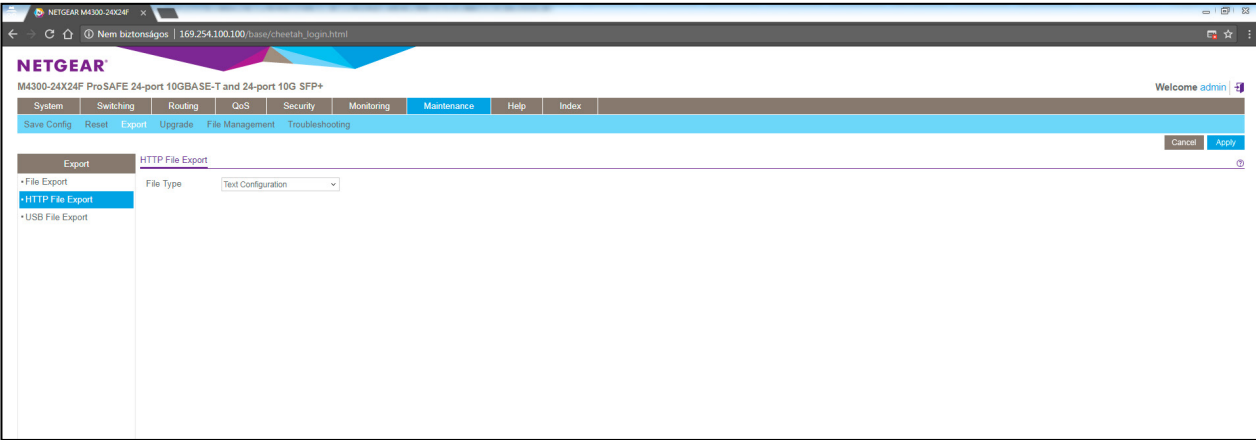 NETGEAR M4300-24X24F
Nem biztonságos | 169.254.100.100/base/cheetah_login.html
NETGEAR®
M4300-24X24F ProSAFE 24-port 10GBASE-T and 24-port 10G SFP+
Welcome admin
System Switching Routing QoS Security Monitoring Maintenance Help Index
Save Config Reset Export Upgrade File Management Troubleshooting
Cancel Apply
Export
HTTP File Export
• File Export
File Type Text Configuration
• HTTP File Export
• USB File Export